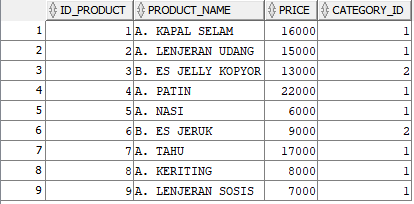 ID_PRODUCT PRODUCT_NAME PRICE CATEGORY_ID
1 1 A. KAPAL SELAM 16000 1
2 2 A. LENJERAN UDANG 15000 1
3 3 B. ES JELLY KOPYOR 13000 2
4 4 A. PATIN 22000 1
5 5 A. NASI 6000 1
6 6 B. ES JERUK 9000 2
7 7 A. TAHU 17000 1
8 8 A. KERITING 8000 1
9 9 A. LENJERAN SOSIS 7000 1